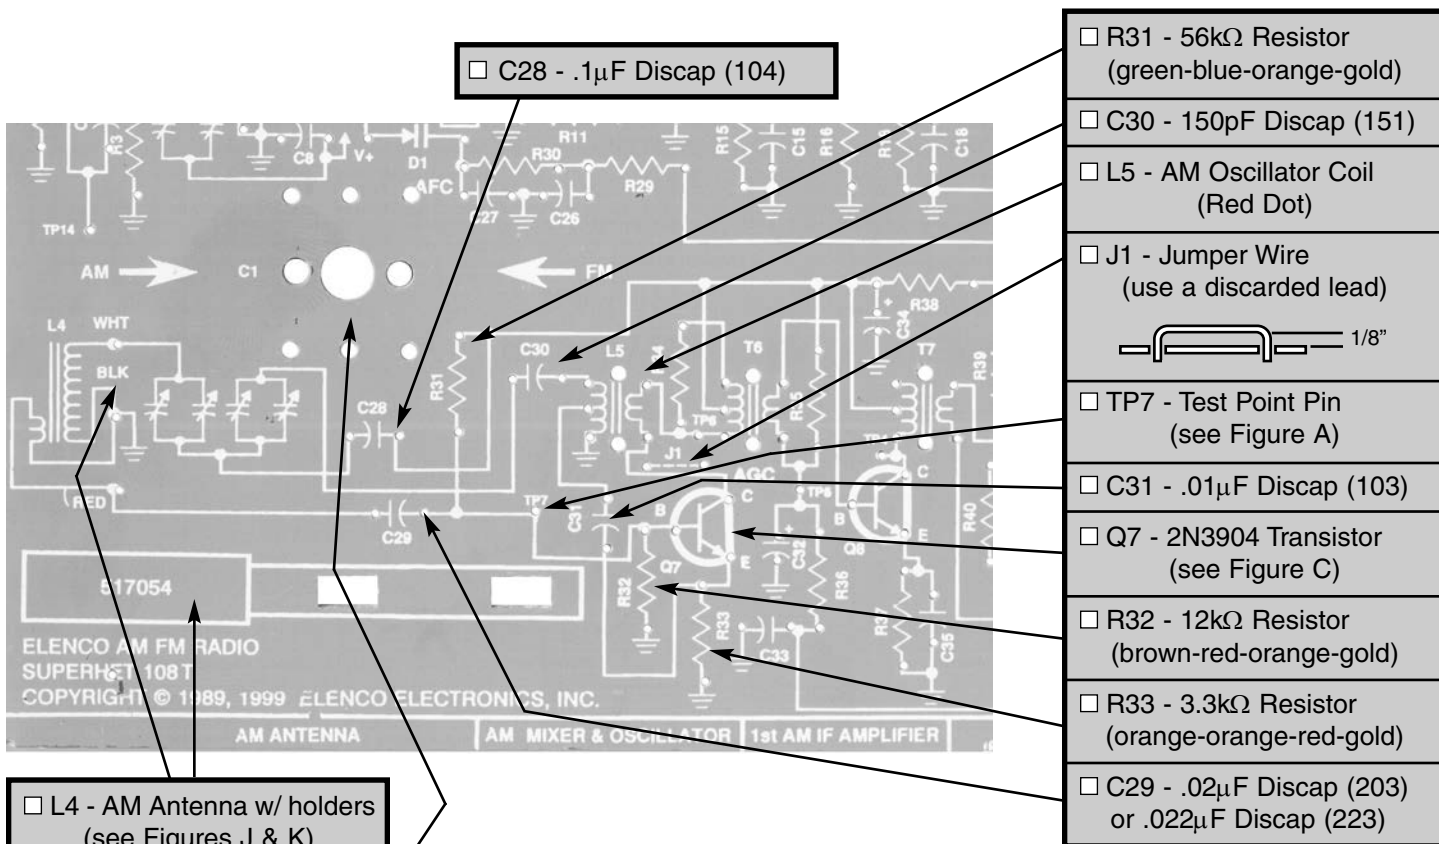 ☐ C28 - .1μF Discap (104)
☐ R31 - 56kΩ Resistor
(green-blue-orange-gold)
☐ C30 - 150pF Discap (151)
☐ L5 - AM Oscillator Coil
(Red Dot)
☐ J1 - Jumper Wire
(use a discarded lead)
1/8”
☐ TP7 - Test Point Pin
(see Figure A)
☐ C31 - .01μF Discap (103)
☐ Q7 - 2N3904 Transistor
(see Figure C)
☐ R32 - 12kΩ Resistor
(brown-red-orange-gold)
☐ R33 - 3.3kΩ Resistor
(orange-orange-red-gold)
☐ C29 - .02μF Discap (203)
or .022μF Discap (223)
R3
C8
V+
D1
AFC
R11
R30
R29
C27
C26
R15
C15
R16
C18
TP14
AM
C1
FM
L4
WHT
BLK
RED
C28
R31
C30
L5
T6
C34
R38
T7
R39
TP6
J1
AGC
C29
TP7
C31
B
C
E
Q7
R32
R33
C32
R36
C33
B
C
E
Q8
R37
C35
R40
517054
ELENCO AM FM RADIO
SUPERHET 108 T
COPYRIGHT © 1989, 1999 ELENCO ELECTRONICS, INC.
AM ANTENNA
AM MIXER & OSCILLATOR
1st AM IF AMPLIFIER
☐ L4 - AM Antenna w/ holders
(see Figures J & K)